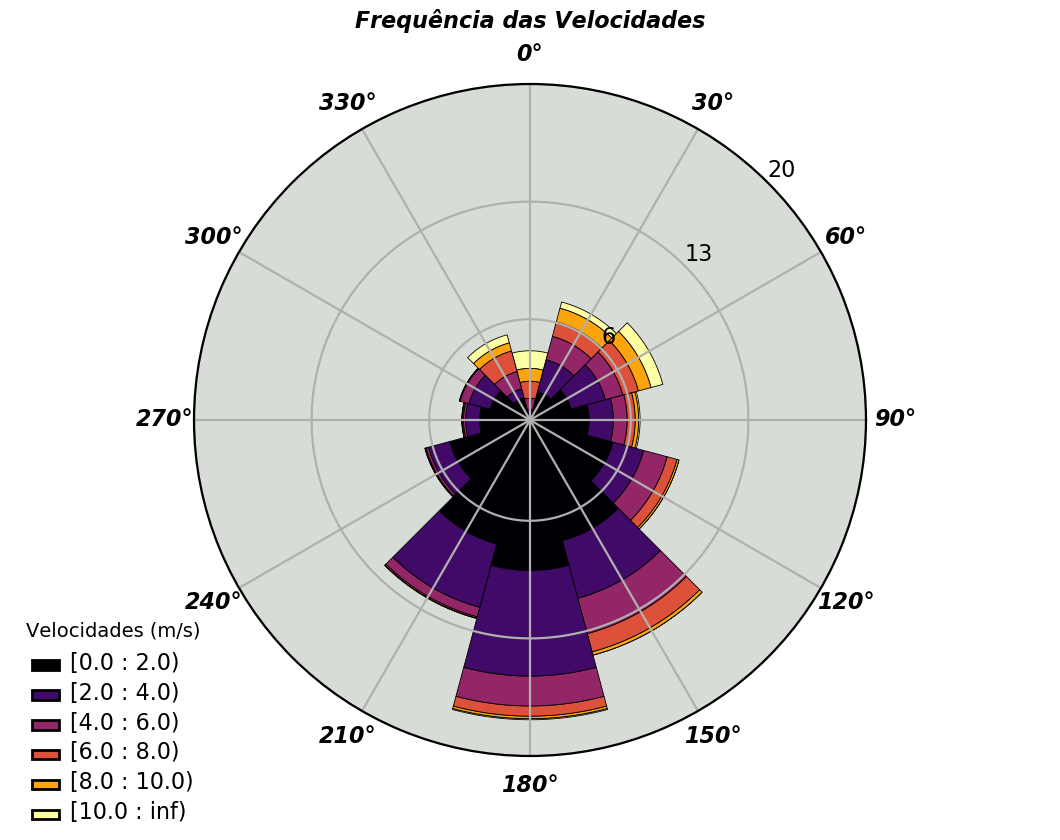 Frequência das Velocidades
0°
330°
30°
20
300°
60°
13
6
270°
90°
240°
120°
210°
150°
180°
Velocidades (m/s)
[0.0 : 2.0)
[2.0 : 4.0)
[4.0 : 6.0)
[6.0 : 8.0)
[8.0 : 10.0)
[10.0 : inf)